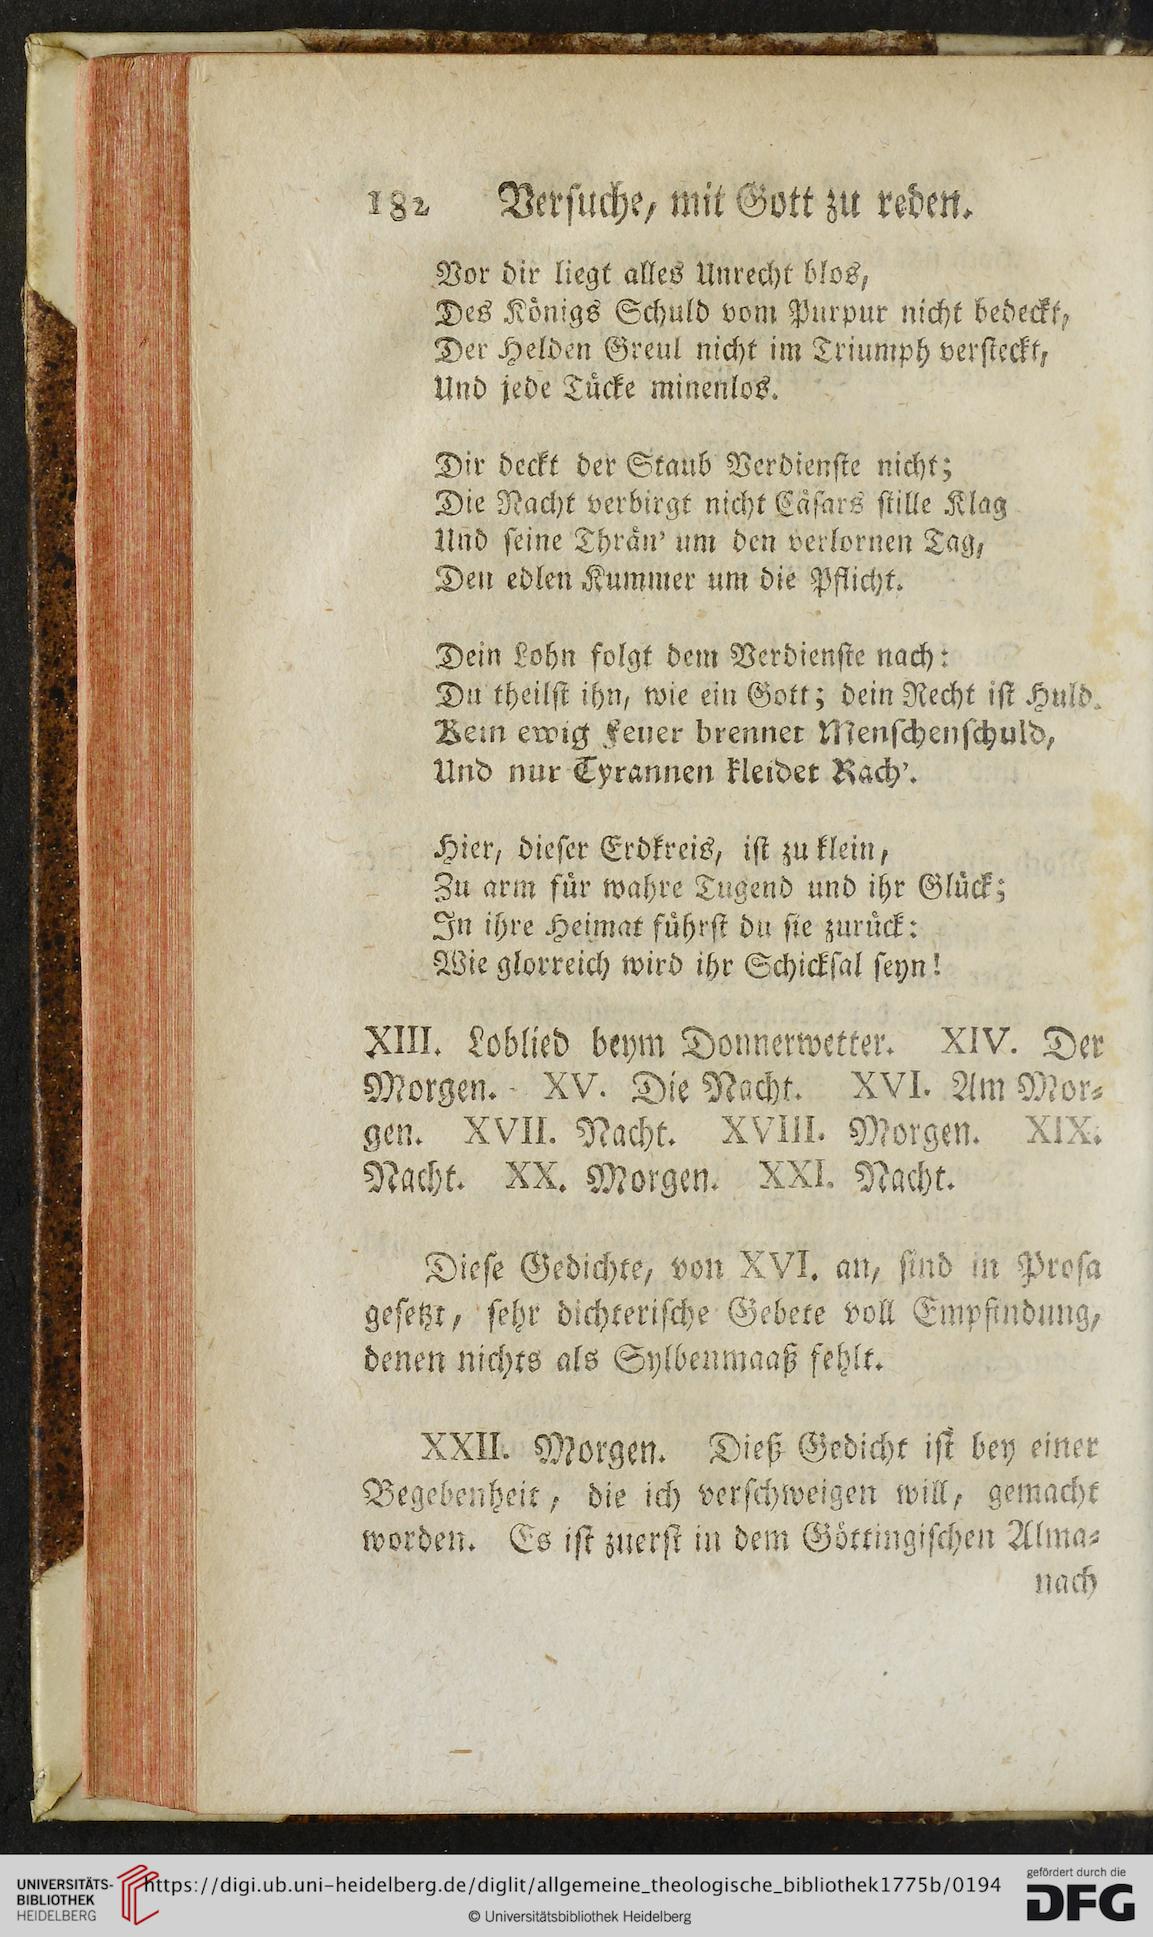 182 Versuche, mit Gott zu reden.
Vor dir liegt alles Unrecht blos,
Des Königs Schuld vom Purpur nicht bedeckt,
Der Helden Greul nicht im Triumph versteckt,
Und jede Tücke minenlos.
Dir deckt der Staub Verdienste nicht;
Die Nacht verbirgt nicht Cäsars stille Klag
Und seine Thrän' um den verlornen Tag,
Den edlen Kummer um die Pflicht.
Dein Lohn folgt dem Verdienste nach:
Du theilst ihn, wie ein Gott; dein Recht ist Huld.
Kein ewig Feuer brennet Menschenschuld,
Und nur Tyrannen kleidet Rach'.
Hier, dieser Erdkreis, ist zu klein,
Zu arm für wahre Tugend und ihr Glück;
In ihre Heimat führst du sie zurück:
Wie glorreich wird ihr Schicksal seyn!
XIII. Loblied beym Donnerwetter. XIV. Der
Morgen. - XV. Die Nacht. XVI. Am Mor-
gen. XVII. Nacht. XVIII. Morgen. XIX.
Nacht. XX. Morgen. XXI. Nacht.
Diese Gedichte, von XVI. an, sind in Prosa
gesetzt, sehr dichterische Gebete voll Empfindung,
denen nichts als Sylbenmaaß fehlt.
XXII. Morgen. Dieß Gedicht ist bey einer
Begebenheit, die ich verschweigen will, gemacht
worden. Es ist zuerst in dem Göttingischen Alma-
nach
UNIVERSITÄTS-
BIBLIOTHEK
HEIDELBERG
https://digi.ub.uni-heidelberg.de/diglit/allgemeine_theologische_bibliothek1775b/0194
© Universitätsbibliothek Heidelberg
gefördert durch die
DFG